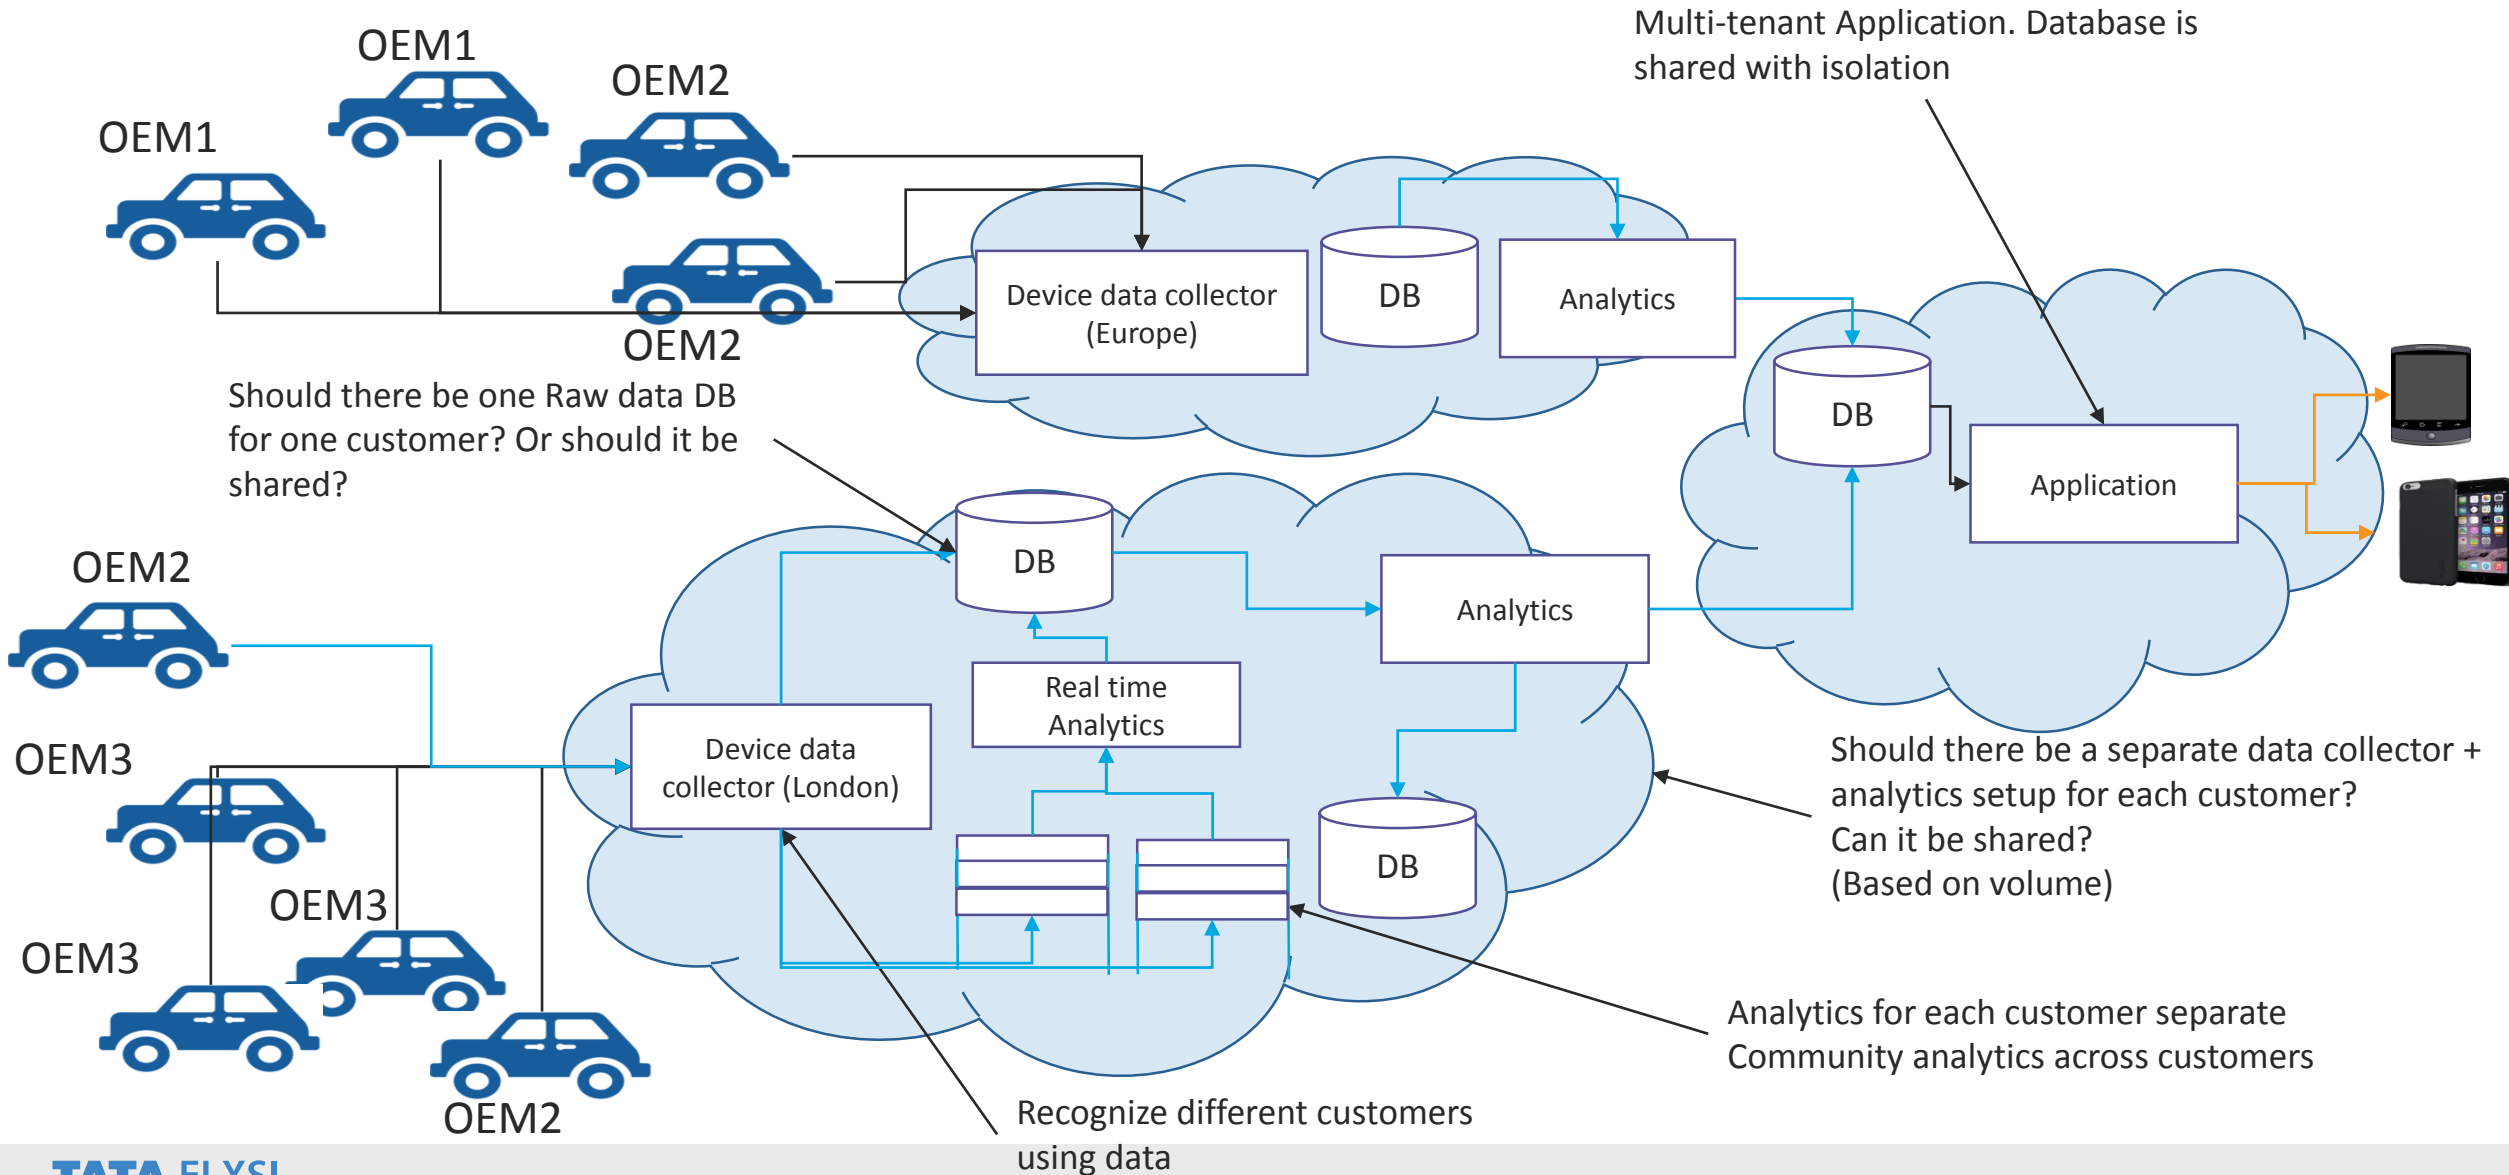 OEM1
OEM2
OEM1
Multi-tenant Application. Database is
shared with isolation
OEM2
Device data collector
(Europe)
DB
Analytics
DB
Application
Should there be one Raw data DB
for one customer? Or should it be
shared?
OEM2
DB
Analytics
Real time
Analytics
OEM3
Device data
collector (London)
DB
Should there be a separate data collector +
analytics setup for each customer?
Can it be shared?
(Based on volume)
OEM3
OEM3
OEM2
Analytics for each customer separate
Community analytics across customers
Recognize different customers
using data
TATA ELXSI